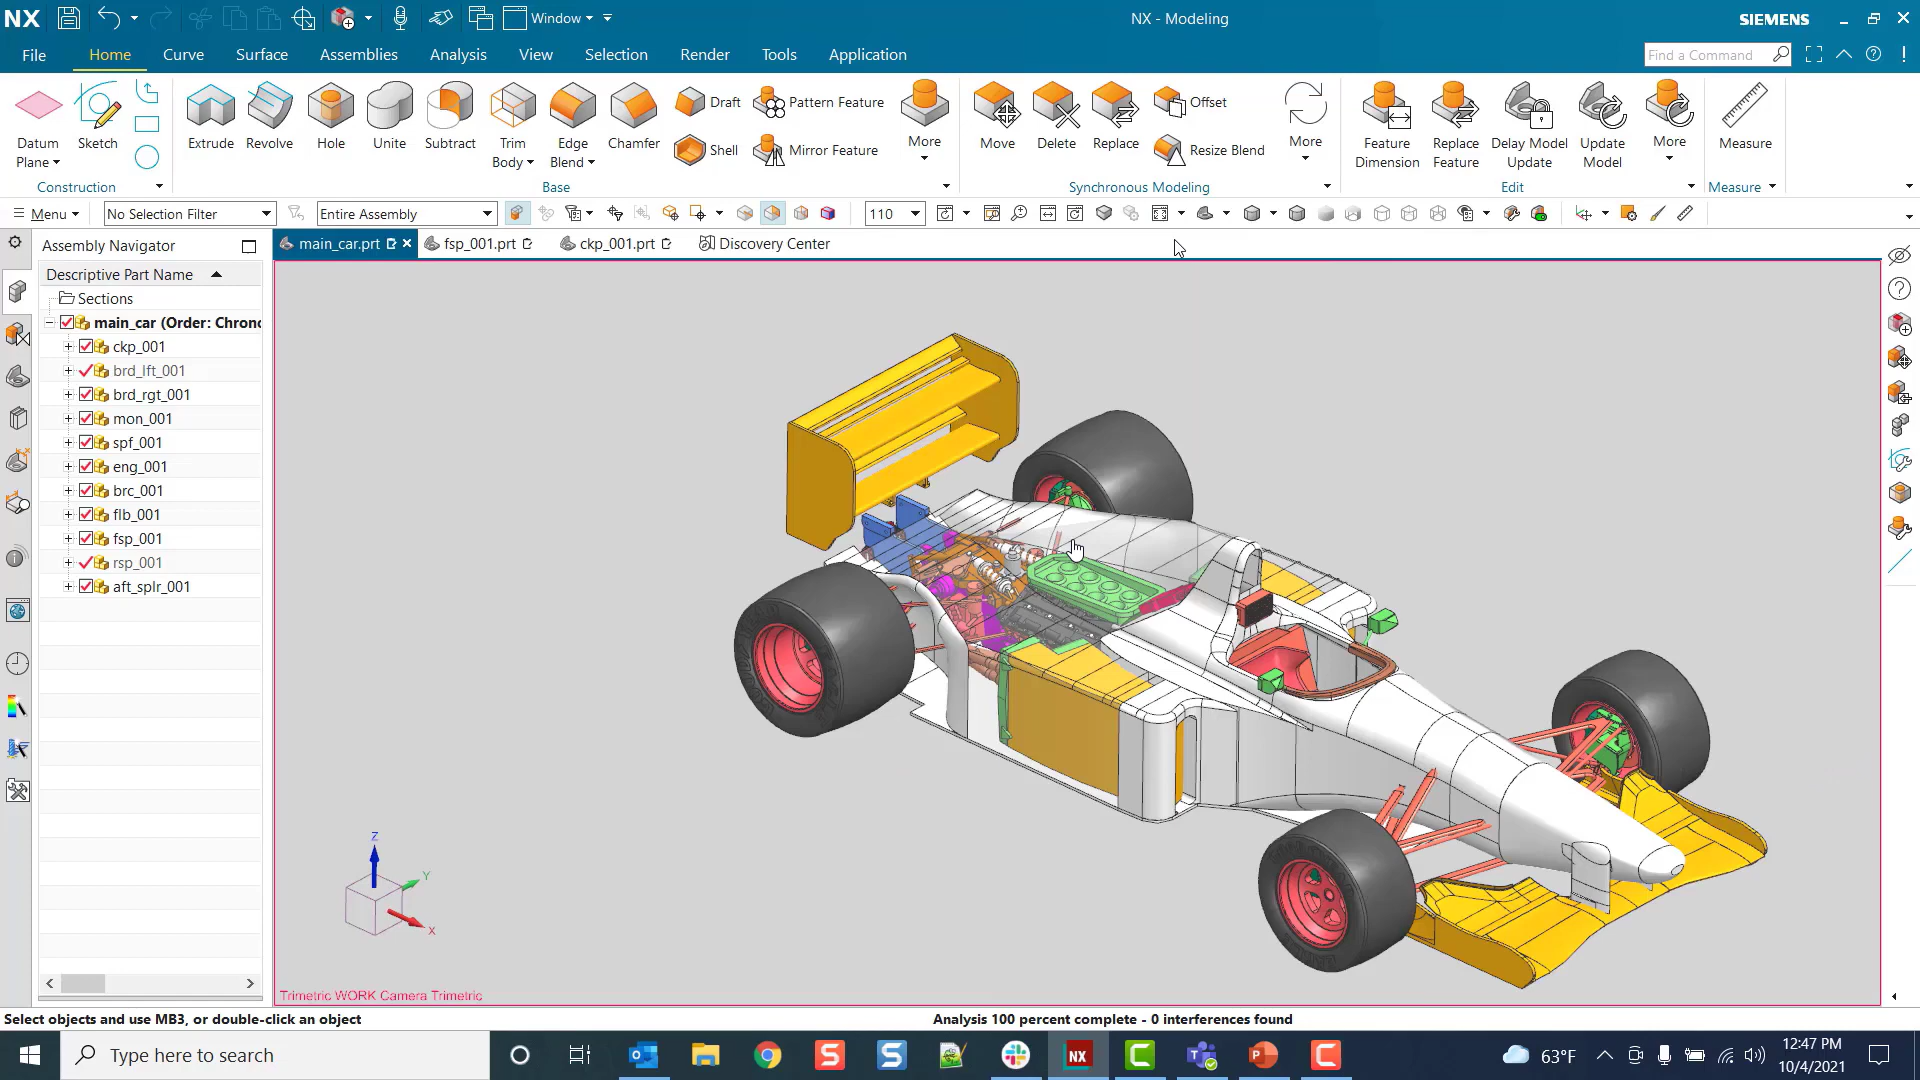 NX
Window
NX - Modeling
SIEMENS
File
Home
Curve
Surface
Assemblies
Analysis
View
Selection
Render
Tools
Application
Find a Command
Datum
Plane
Sketch
Construction
Extrude
Revolve
Hole
Unite
Subtract
Trim
Body
Edge
Blend
Chamfer
Draft
Shell
Pattern Feature
Mirror Feature
More
Base
Move
Delete
Replace
Offset
Resize Blend
More
Synchronous Modeling
Feature
Dimension
Replace
Feature
Delay Model
Update
Update
Model
More
Edit
Measure
Measure
Menu
No Selection Filter
Entire Assembly
110
Assembly Navigator
main_car.prt
fsp_001.prt
ckp_001.prt
Discovery Center
Descriptive Part Name
Sections
main_car (Order: Chrono
ckp_001
brd_lft_001
brd_rgt_001
mon_001
spf_001
eng_001
brc_001
flb_001
fsp_001
rsp_001
aft_splr_001
Z
Y
X
Trimetric WORK Camera Trimetric
Select objects and use MB3, or double-click an object
Analysis 100 percent complete - 0 interferences found
Type here to search
S
S
NX
C
C
63°F
12:47 PM
10/4/2021